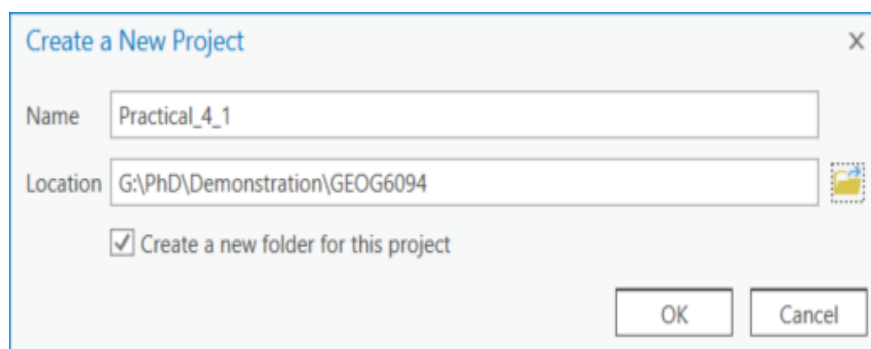 Create a New Project
Name Practical_4_1
Location G:\PhD\Demonstration\GEOG6094
Create a new folder for this project
OK Cancel